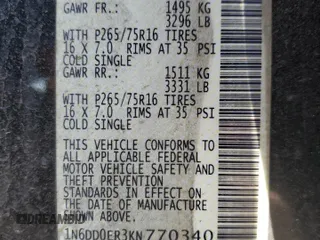 GAWR FR.: 1495 KG
3296 LB
WITH P265/75R16 TIRES
16 X 7.0 RIMS AT 35 PSI
COLD SINGLE
GAWR RR.: 1511 KG
3331 LB
WITH P265/75R16 TIRES
16 X 7.0 RIMS AT 35 PSI
COLD SINGLE
THIS VEHICLE CONFORMS TO
ALL APPLICABLE FEDERAL
MOTOR VEHICLE SAFETY AND
THEFT PREVENTION
STANDARDS IN EFFECT ON THE
DATE OF MANUFACTURE
SHOWN ABOVE.
1N6DD0ER3KN770340